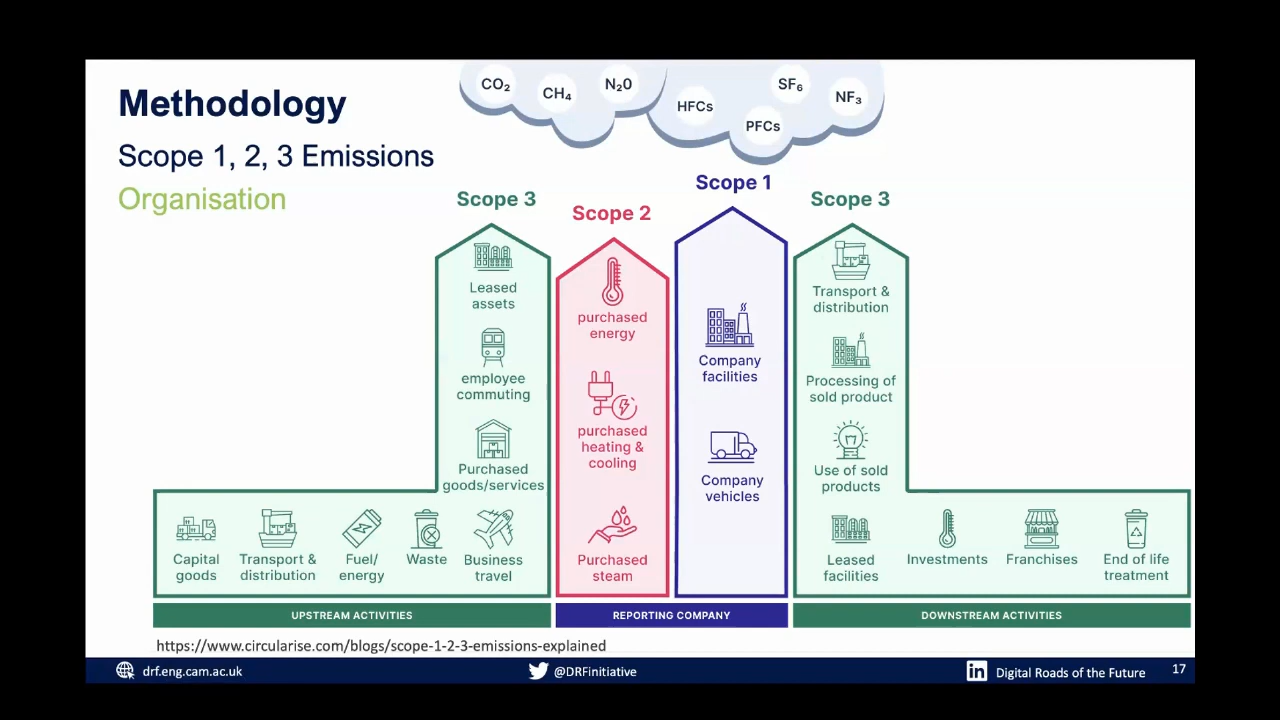 Methodology
Scope 1, 2, 3 Emissions
Organisation
CO₂
CH₄
N₂0
HFCs
PFCs
SF₆
NF₃
Scope 3
Leased
assets
employee
commuting
Purchased
goods/services
Capital
goods
Transport &
distribution
Fuel/
energy
Waste
Business
travel
UPSTREAM ACTIVITIES
Scope 2
purchased
energy
purchased
heating &
cooling
Purchased
steam
Scope 1
Company
facilities
Company
vehicles
REPORTING COMPANY
Scope 3
Transport &
distribution
Processing of
sold product
Use of sold
products
Leased
facilities
Investments
Franchises
End of life
treatment
DOWNSTREAM ACTIVITIES
https://www.circularise.com/blogs/scope-1-2-3-emissions-explained
drf.eng.cam.ac.uk
@DRFinitiative
in
Digital Roads of the Future
17